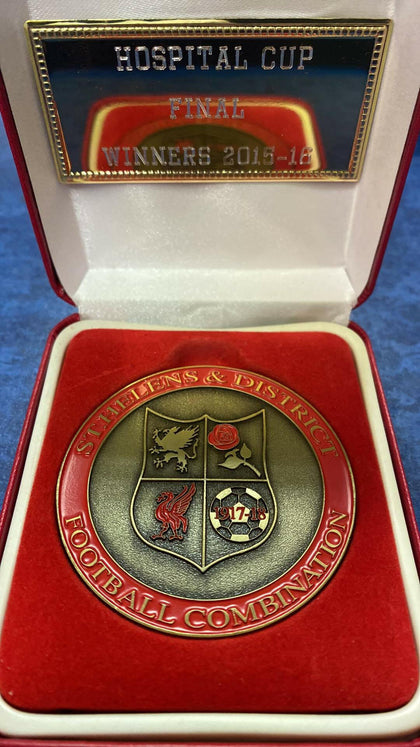 HOSPITAL CUP
FINAL
WINNERS 2015-16
ST.HELENS & DISTRICT
1917-18
FOOTBALL COMBINATION